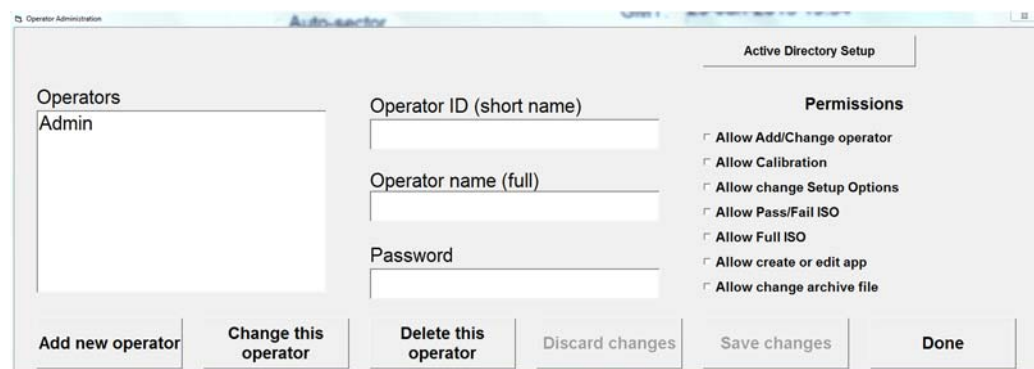 Operator Administration
Auto-sector
Active Directory Setup
Operators
Admin
Operator ID (short name)
Operator name (full)
Password
Permissions
Allow Add/Change operator
Allow Calibration
Allow change Setup Options
Allow Pass/Fail ISO
Allow Full ISO
Allow create or edit app
Allow change archive file
Add new operator
Change this
operator
Delete this
operator
Discard changes
Save changes
Done